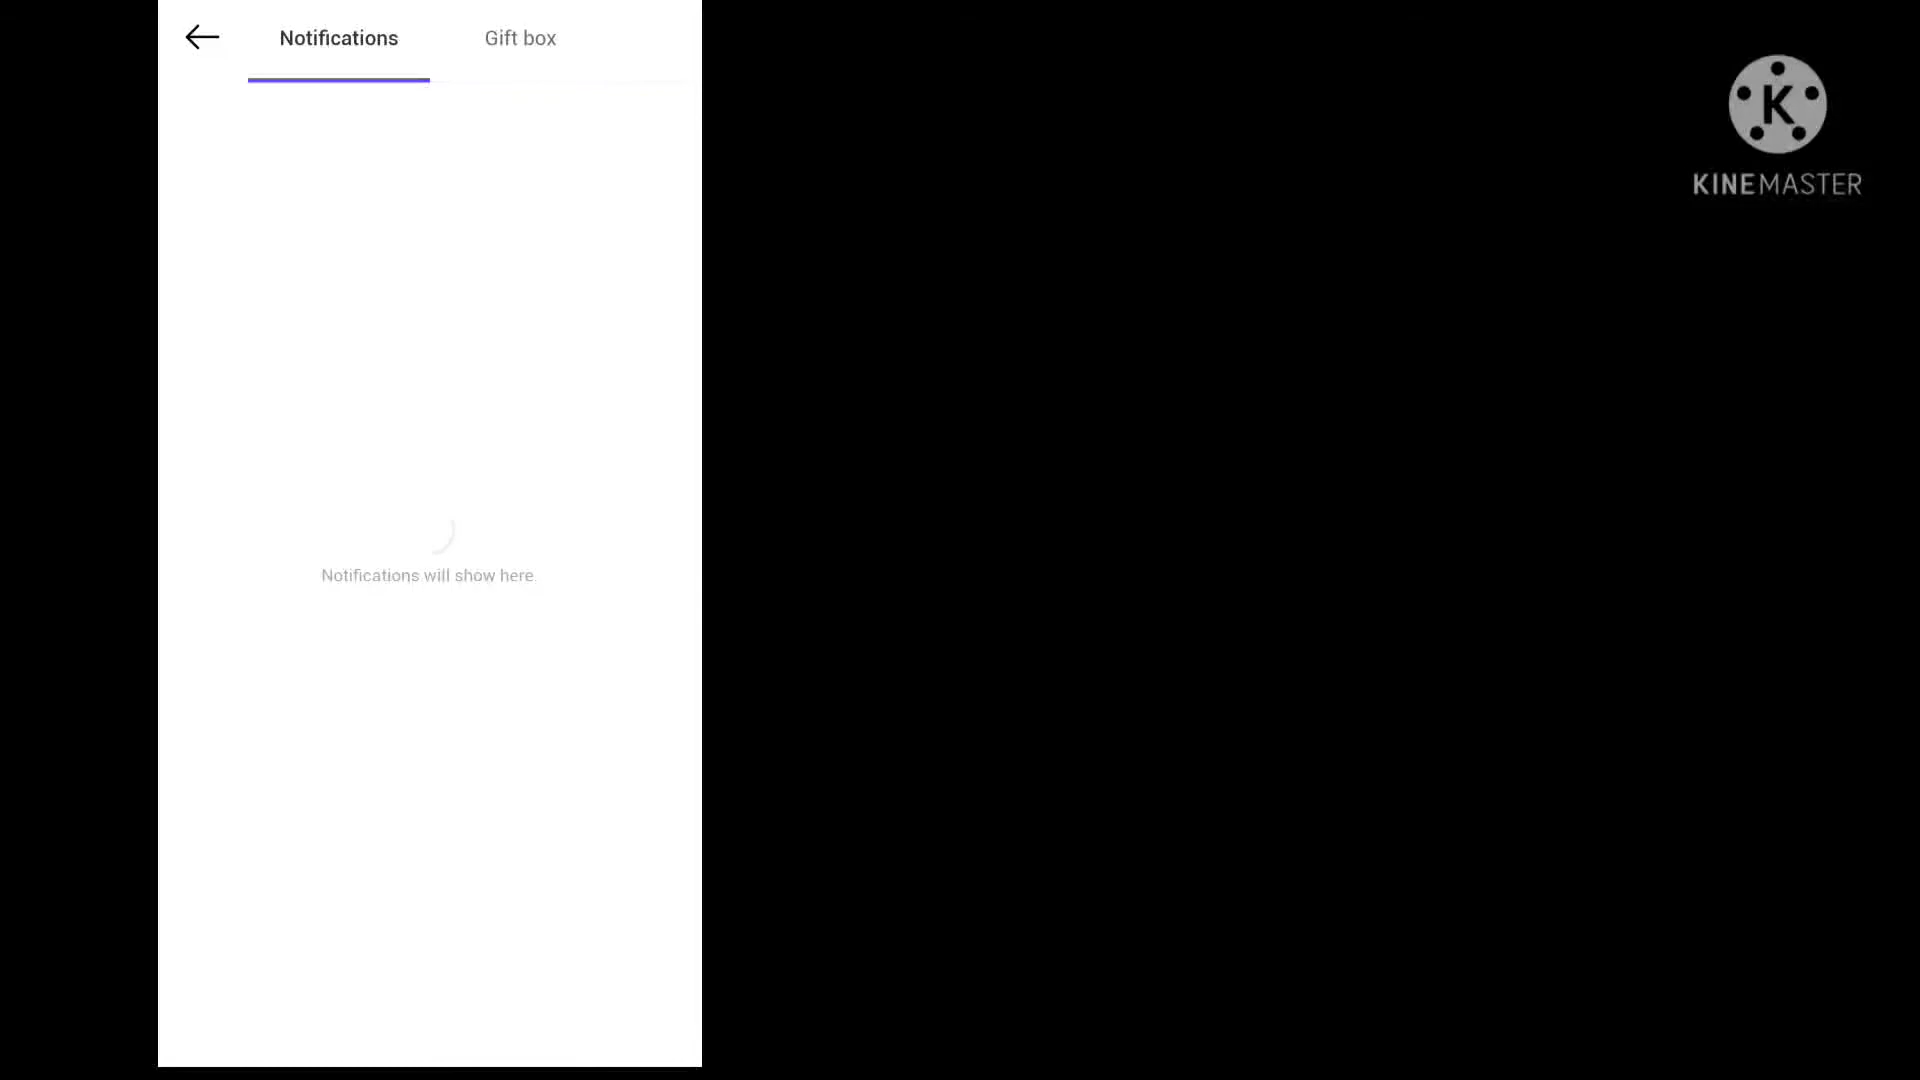 Notifications
Gift box
Notifications will show here.
K
KINEMASTER